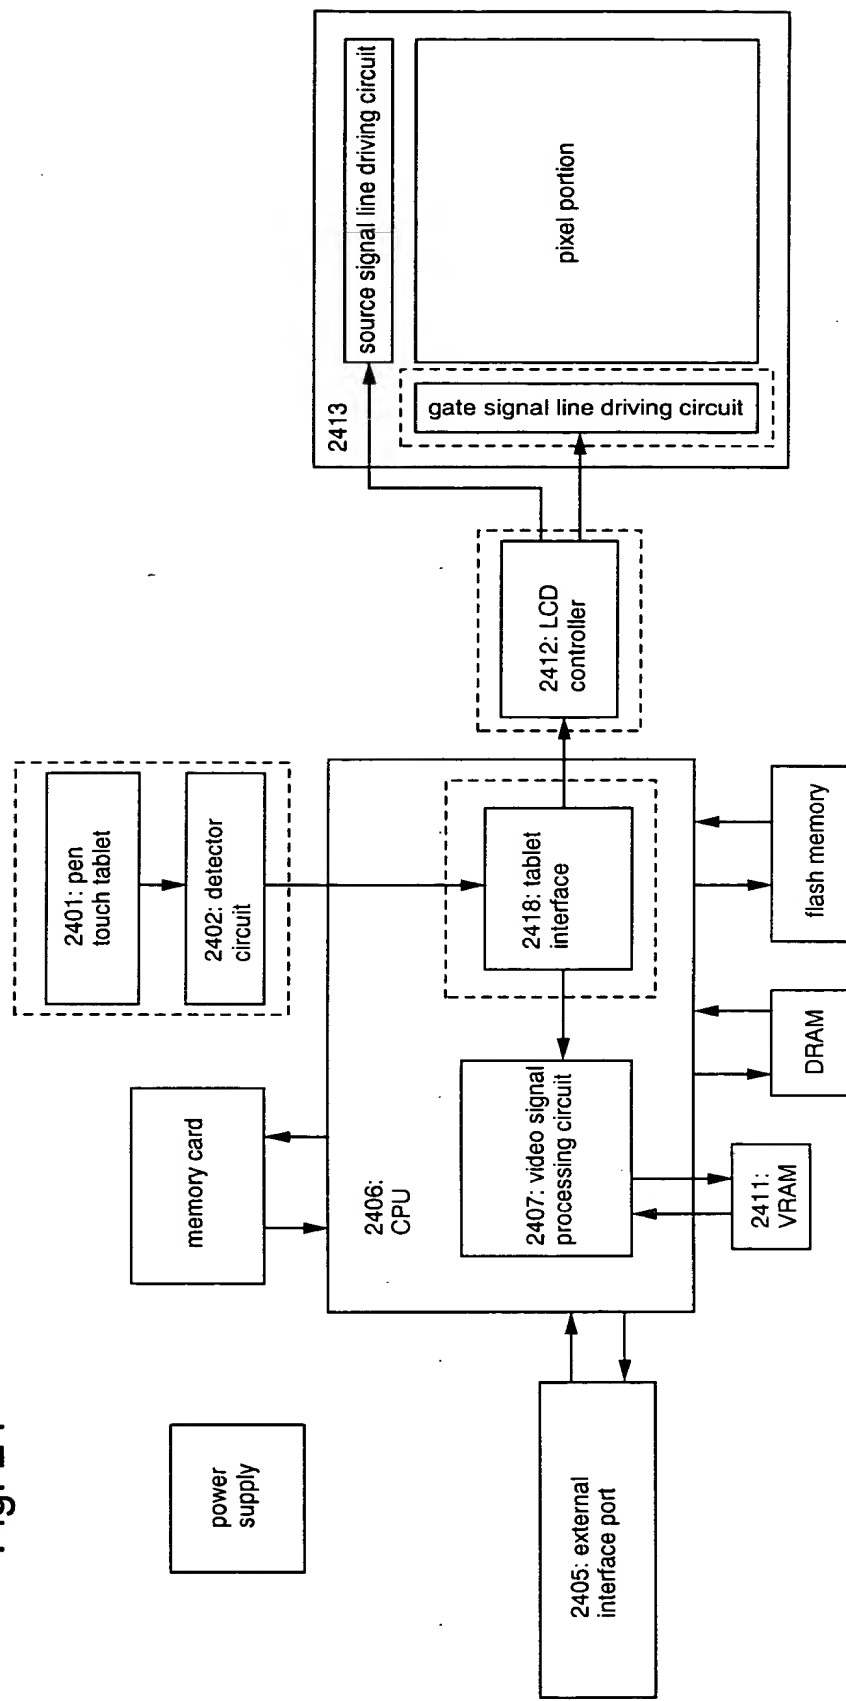 Fig. 24
2401: pen
touch tablet
2402: detector
circuit
power
supply
memory card
2406:
CPU
2413
source signal line driving circuit
gate signal line driving circuit
pixel portion
2405: external
interface port
2407: video signal
processing circuit
2418: tablet
interface
2412: LCD
controller
2411:
VRAM
DRAM
flash memory